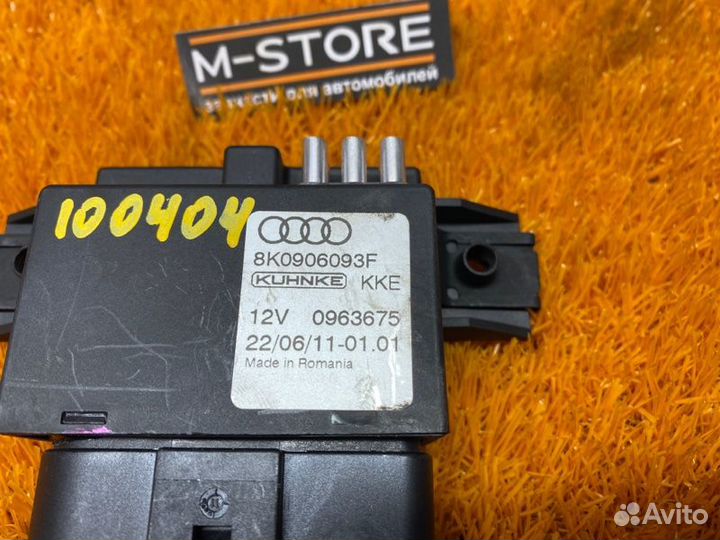 M-STORE
запчасти для автомобилей
100404
8K0906093F
KUHNKE KKE
12V 0963675
22/06/11-01.01
Made in Romania
Avito